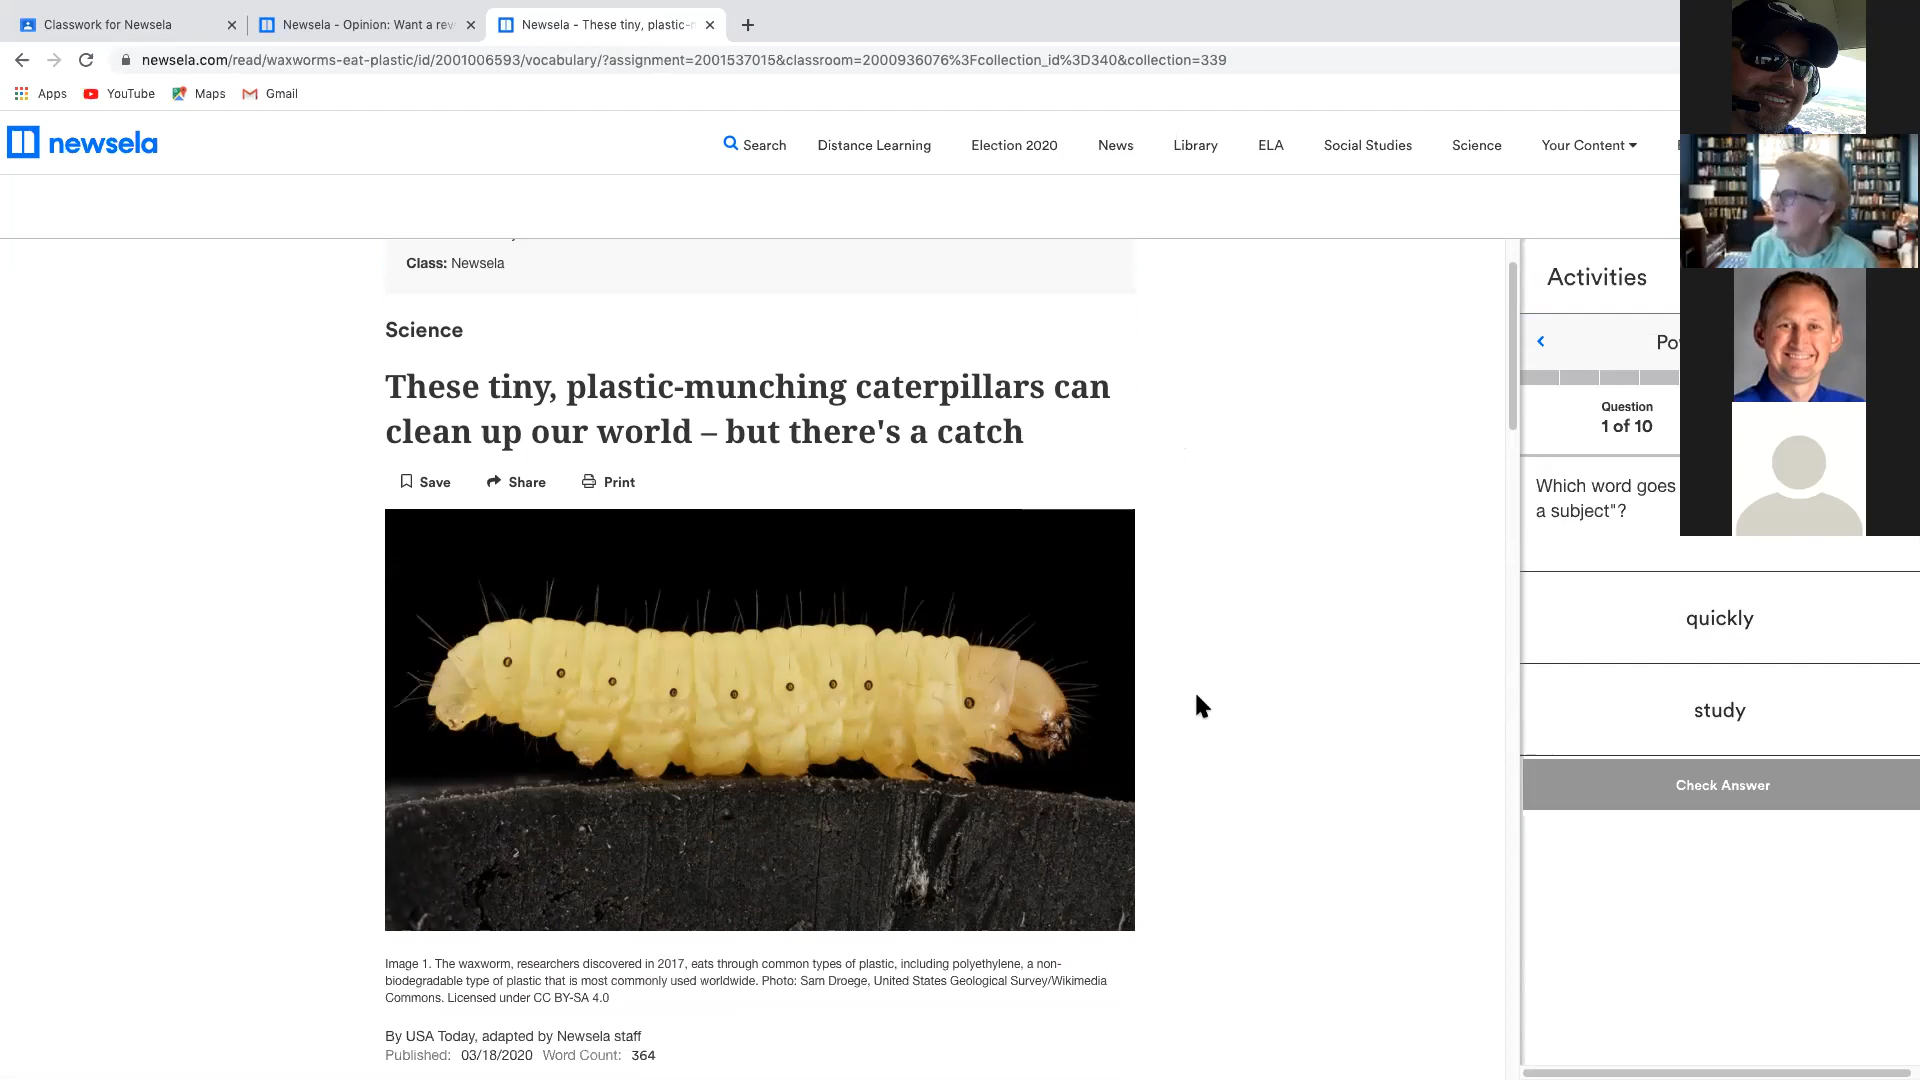 Classwork for Newsela
Newsela - Opinion: Want a rev
Newsela - These tiny, plastic-
newsela.com/read/waxworms-eat-plastic/id/2001006593/vocabulary/?assignment=2001537015&classroom=2000936076%3Fcollection_id%3D340&collection=339
Apps YouTube Maps Gmail
newsela
Search Distance Learning Election 2020 News Library ELA Social Studies Science Your Content
Class: Newsela
Science
These tiny, plastic-munching caterpillars can
clean up our world – but there's a catch
Save Share Print
Image 1. The waxworm, researchers discovered in 2017, eats through common types of plastic, including polyethylene, a non-
biodegradable type of plastic that is most commonly used worldwide. Photo: Sam Droege, United States Geological Survey/Wikimedia
Commons. Licensed under CC BY-SA 4.0
By USA Today, adapted by Newsela staff
Published: 03/18/2020 Word Count: 364
Activities
Po
Question
1 of 10
Which word goes
a subject"?
quickly
study
Check Answer